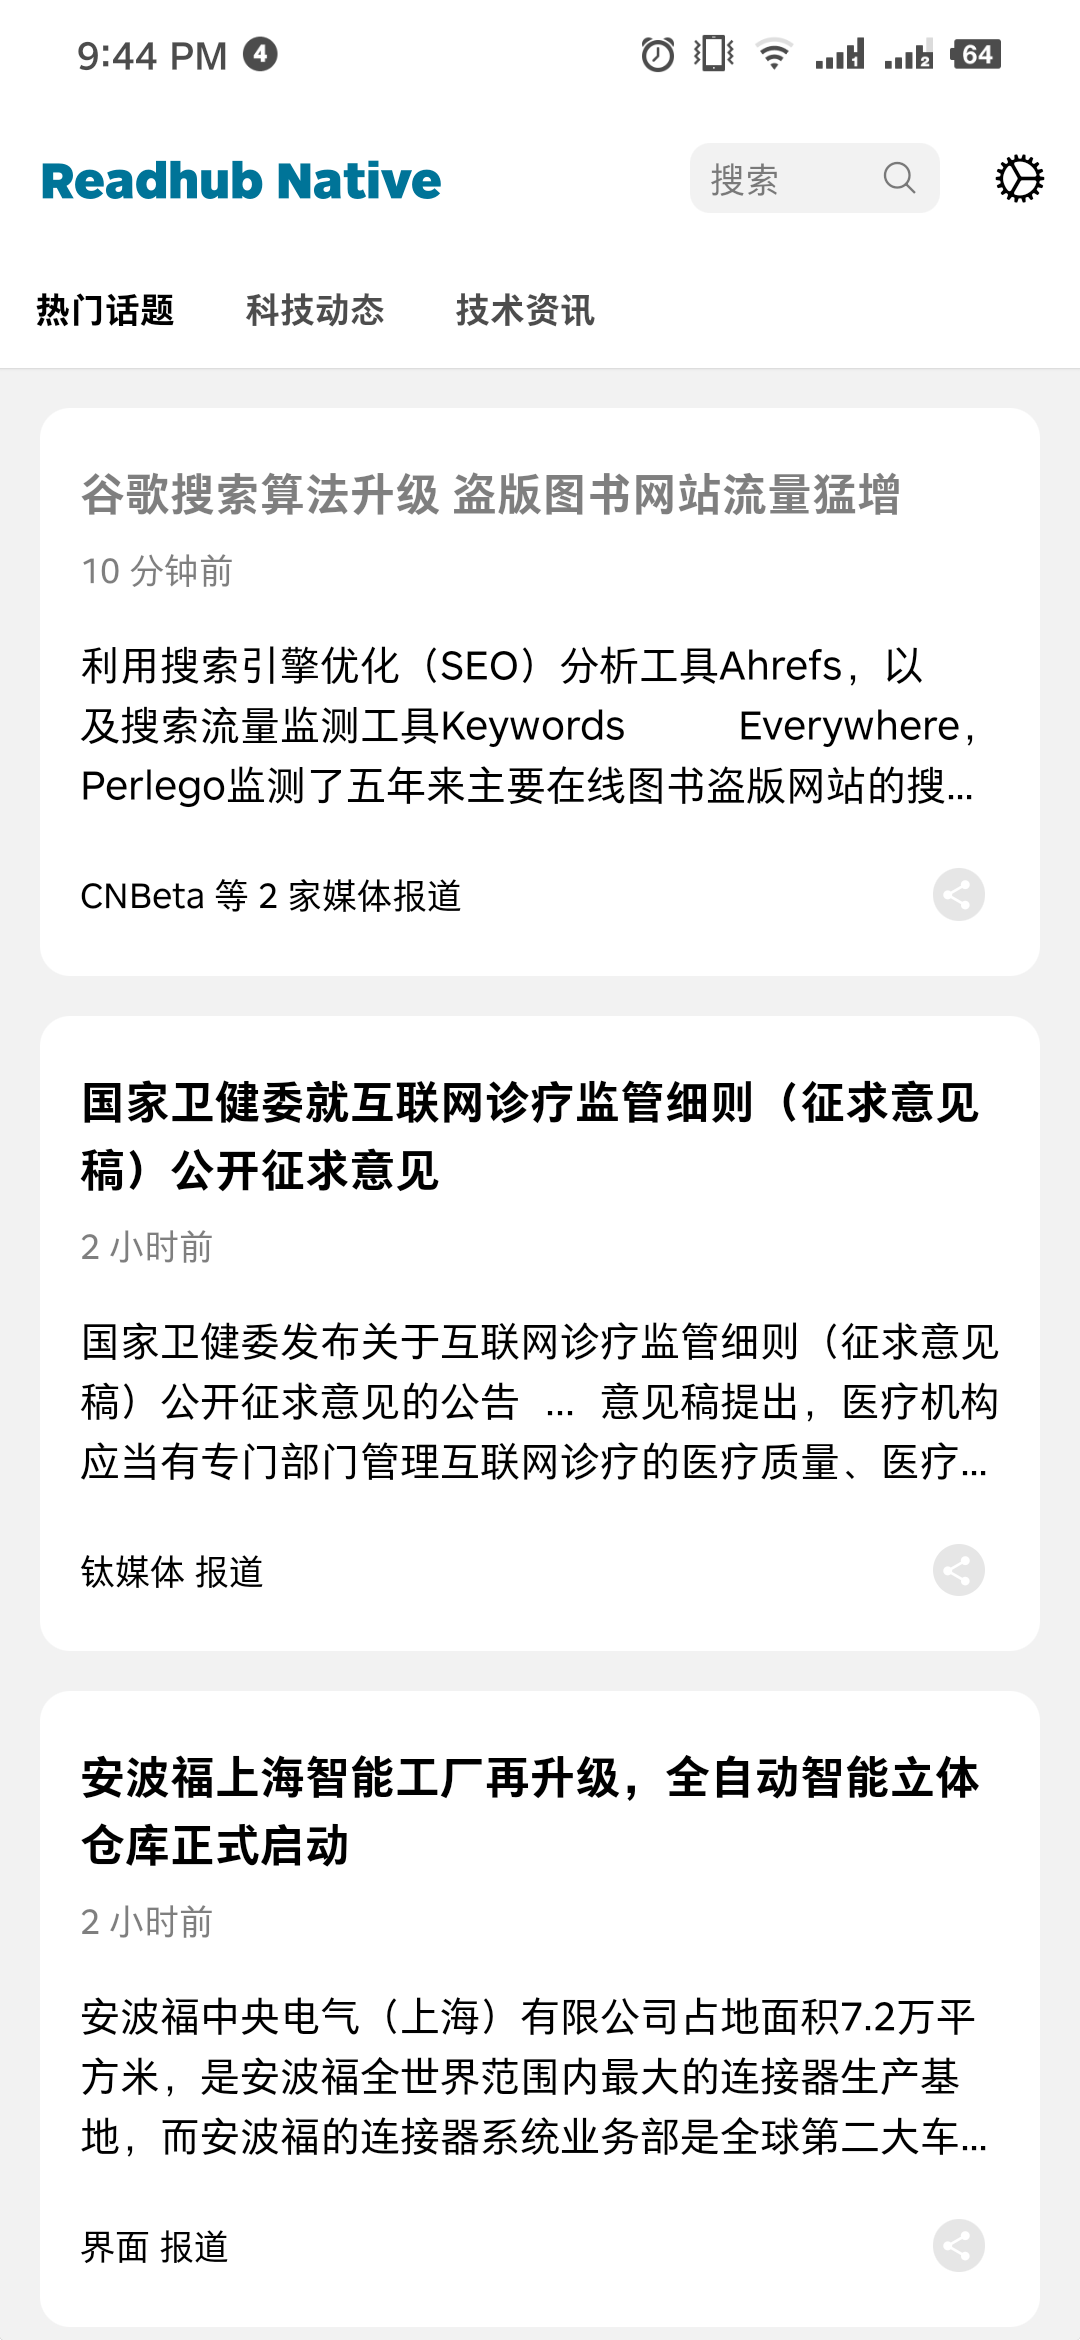 9:44 PM 4 1 2 64
Readhub Native 搜索
热门话题 科技动态 技术资讯
谷歌搜索算法升级 盗版图书网站流量猛增
10 分钟前
利用搜索引擎优化（SEO）分析工具Ahrefs，以
及搜索流量监测工具Keywords Everywhere，
Perlego监测了五年来主要在线图书盗版网站的搜...
CNBeta 等 2 家媒体报道
国家卫健委就互联网诊疗监管细则（征求意见
稿）公开征求意见
2 小时前
国家卫健委发布关于互联网诊疗监管细则（征求意见
稿）公开征求意见的公告 ... 意见稿提出，医疗机构
应当有专门部门管理互联网诊疗的医疗质量、医疗...
钛媒体 报道
安波福上海智能工厂再升级，全自动智能立体
仓库正式启动
2 小时前
安波福中央电气（上海）有限公司占地面积7.2万平
方米，是安波福全世界范围内最大的连接器生产基
地，而安波福的连接器系统业务部是全球第二大车...
界面 报道